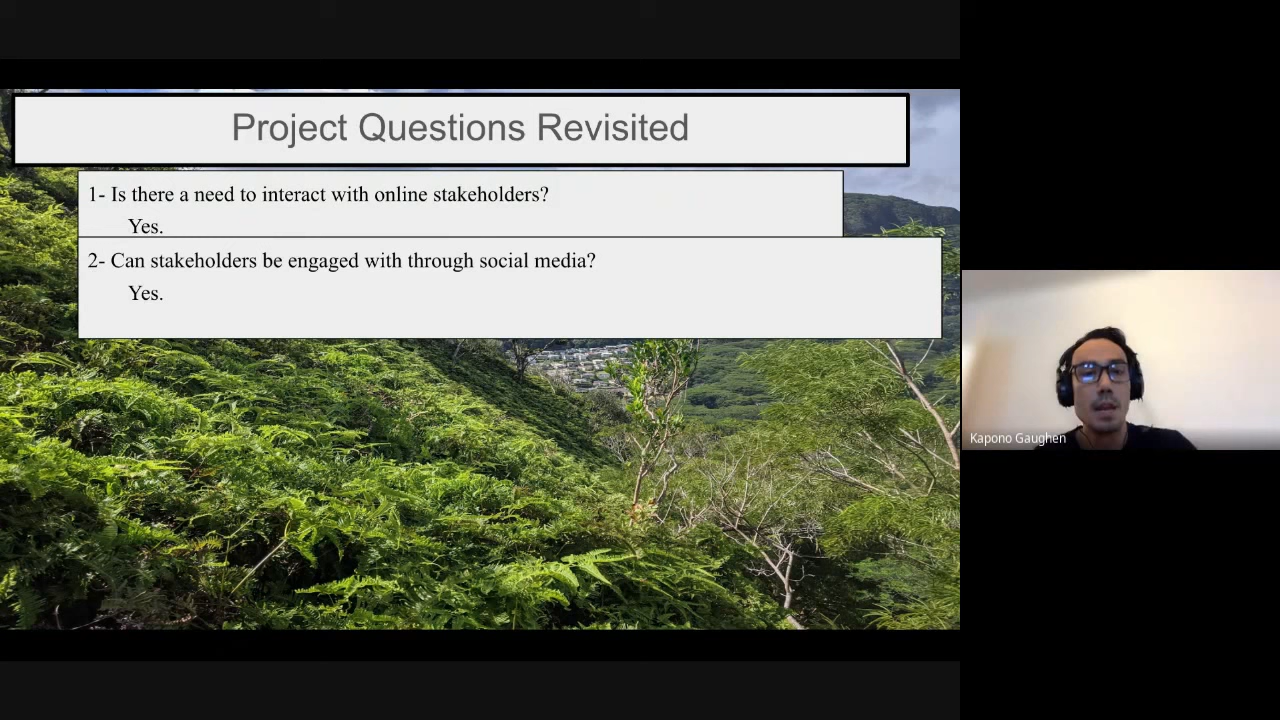 Project Questions Revisited
1- Is there a need to interact with online stakeholders?
Yes.
2- Can stakeholders be engaged with through social media?
Yes.
Kapono Gaughen